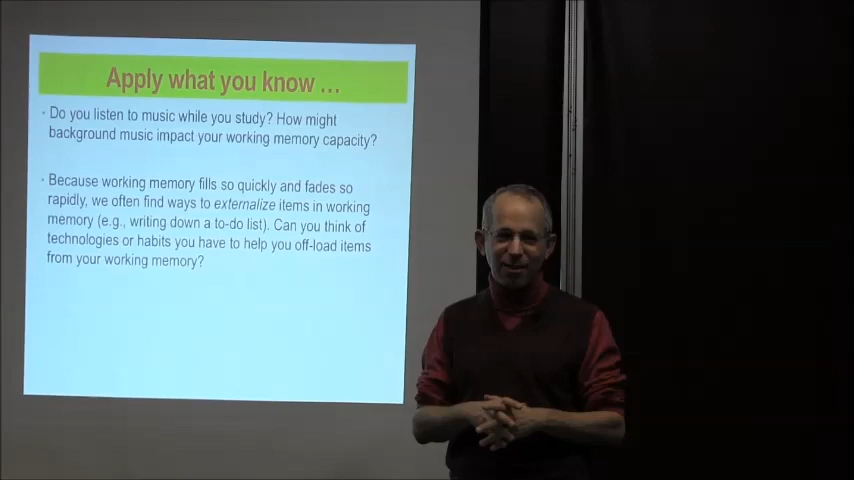 Apply what you know …
· Do you listen to music while you study? How might
background music impact your working memory capacity?
· Because working memory fills so quickly and fades so
rapidly, we often find ways to externalize items in working
memory (e.g., writing down a to-do list). Can you think of
technologies or habits you have to help you off-load items
from your working memory?